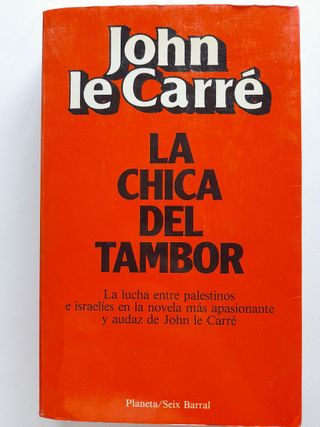 John
le Carré
LA
CHICA
DEL
TAMBOR
La lucha entre palestinos
e israelíes en la novela más apasionante
y audaz de John le Carré
Planeta/Seix Barral